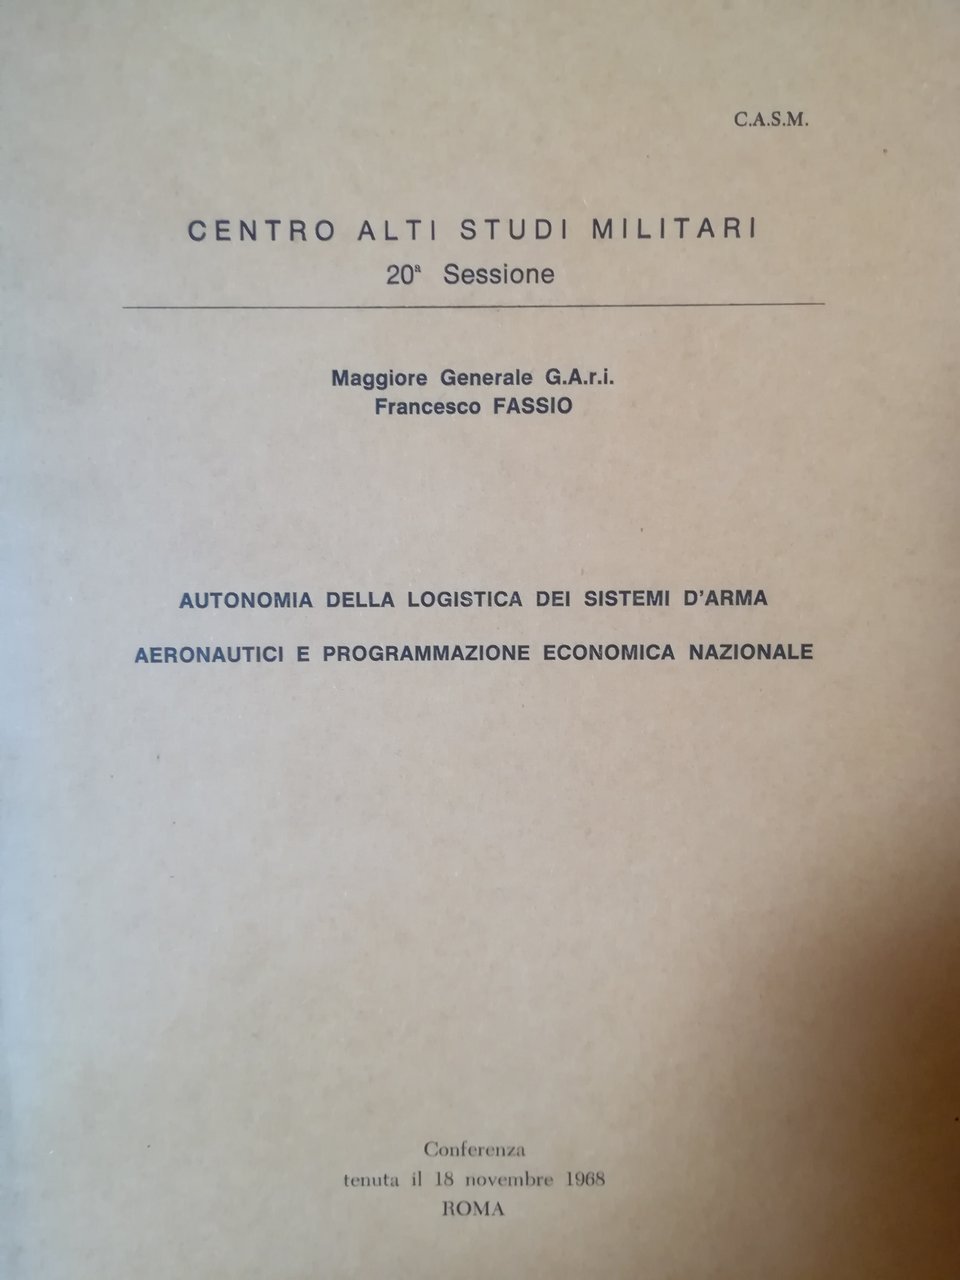 C.A.S.M.
CENTRO ALTI STUDI MILITARI
20ª Sessione
Maggiore Generale G.A.r.i.
Francesco FASSIO
AUTONOMIA DELLA LOGISTICA DEI SISTEMI D'ARMA
AERONAUTICI E PROGRAMMAZIONE ECONOMICA NAZIONALE
Conferenza
tenuta il 18 novembre 1968
ROMA